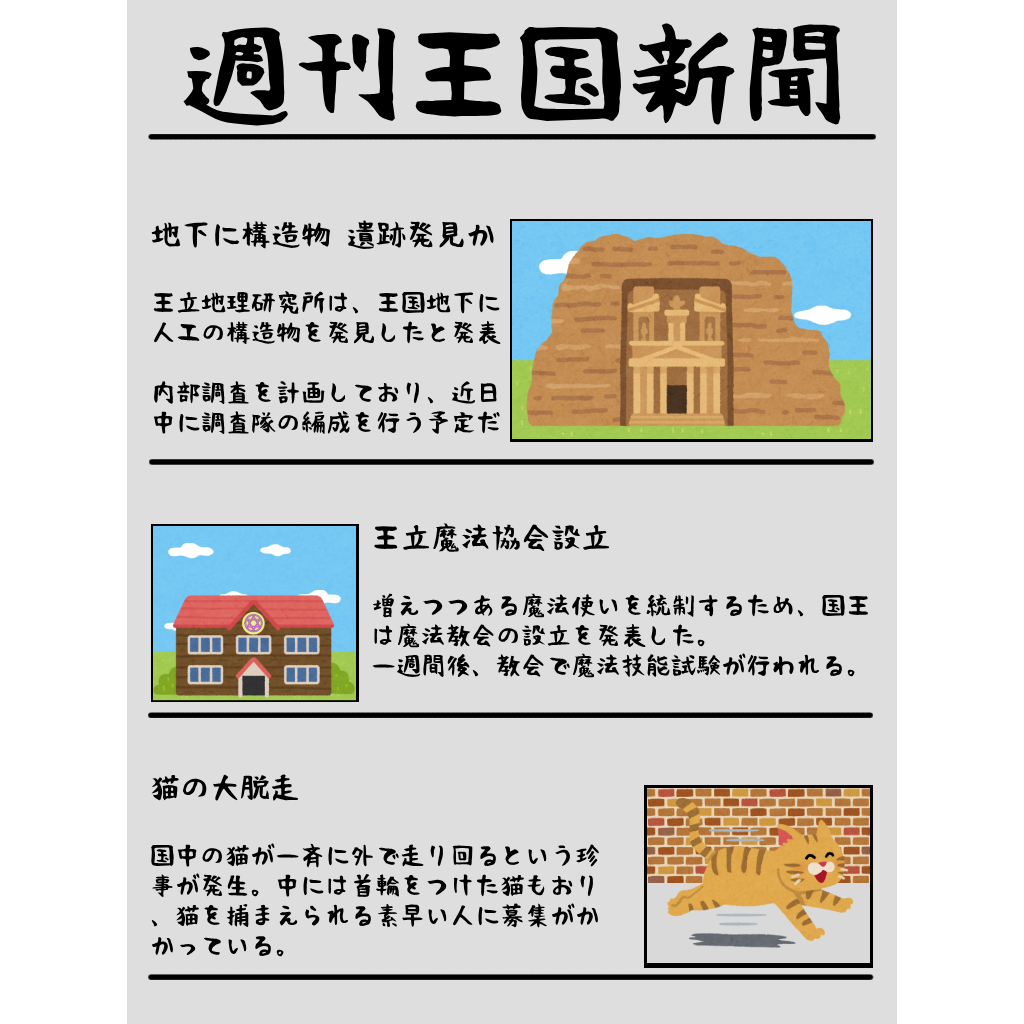 週刊王国新聞
地下に構造物 遺跡発見か
王立地理研究所は、王国地下に
人工の構造物を発見したと発表
内部調査を計画しており、近日
中に調査隊の編成を行う予定だ
王立魔法協会設立
増えつつある魔法使いを統制するため、国王
は魔法教会の設立を発表した。
一週間後、教会で魔法技能試験が行われる。
猫の大脱走
国中の猫が一斉に外で走り回るという珍
事が発生。中には首輪をつけた猫もおり
、猫を捕まえられる素早い人に募集がか
かっている。